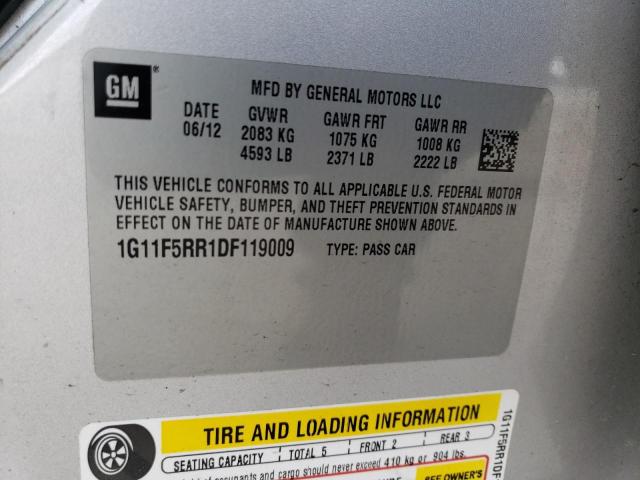 GM
MFD BY GENERAL MOTORS LLC
DATE GVWR GAWR FRT GAWR RR
06/12 2083 KG 1075 KG 1008 KG
4593 LB 2371 LB 2222 LB
THIS VEHICLE CONFORMS TO ALL APPLICABLE U.S. FEDERAL MOTOR
VEHICLE SAFETY, BUMPER, AND THEFT PREVENTION STANDARDS IN
EFFECT ON THE DATE OF MANUFACTURE SHOWN ABOVE.
1G11F5RR1DF119009 TYPE: PASS CAR
TIRE AND LOADING INFORMATION
SEATING CAPACITY TOTAL 5 FRONT 2 REAR 3
occupants and cargo should never exceed 410 kg or 904 lbs.
SEE OWNER'S
1G11F5RR1DF